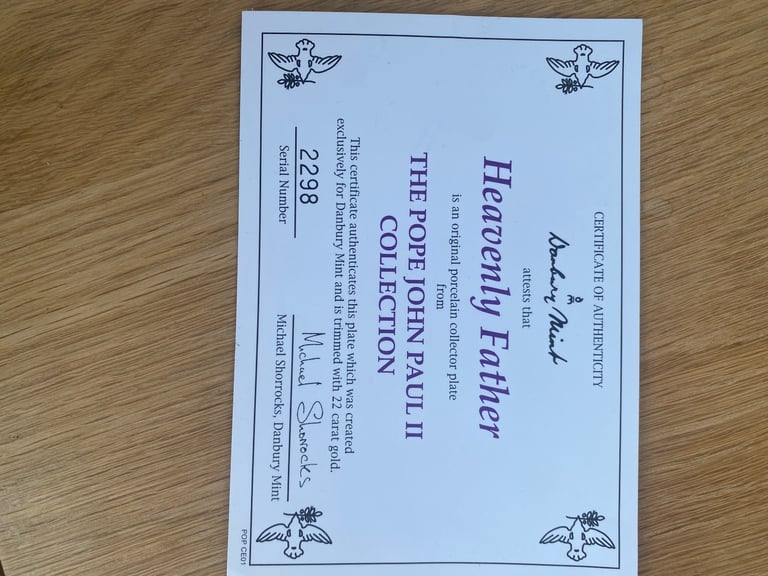 CERTIFICATE OF AUTHENTICITY
Danbury Mint
attests that
Heavenly Father
is an original porcelain collector plate
from
THE POPE JOHN PAUL II
COLLECTION
This certificate authenticates this plate which was created
exclusively for Danbury Mint and is trimmed with 22 carat gold.
2298
Serial Number
Michael Shorrocks
Michael Shorrocks, Danbury Mint
POP CE01